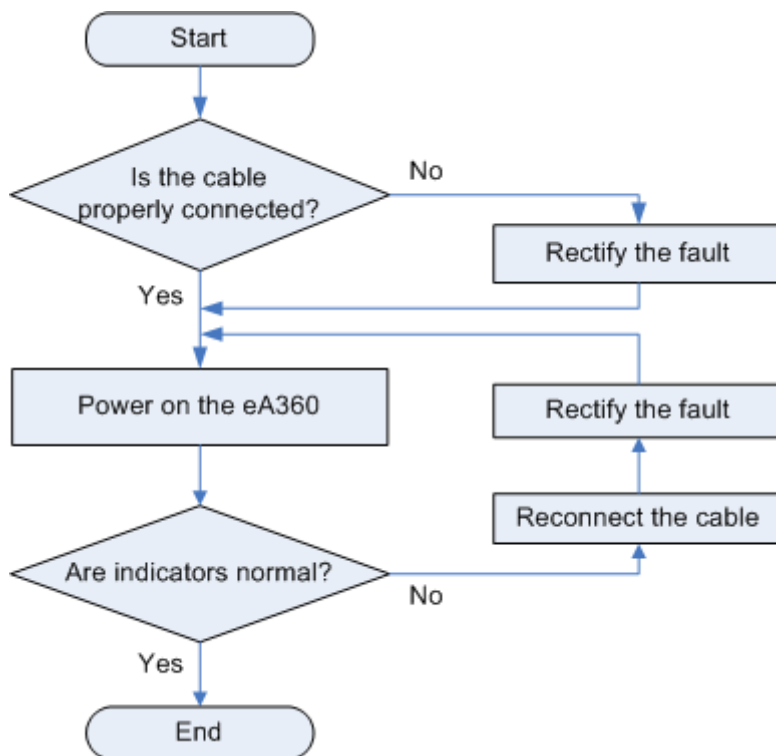 Start
Is the cable
properly connected?
No
Rectify the fault
Yes
Power on the eA360
Rectify the fault
Reconnect the cable
Are indicators normal?
No
Yes
End